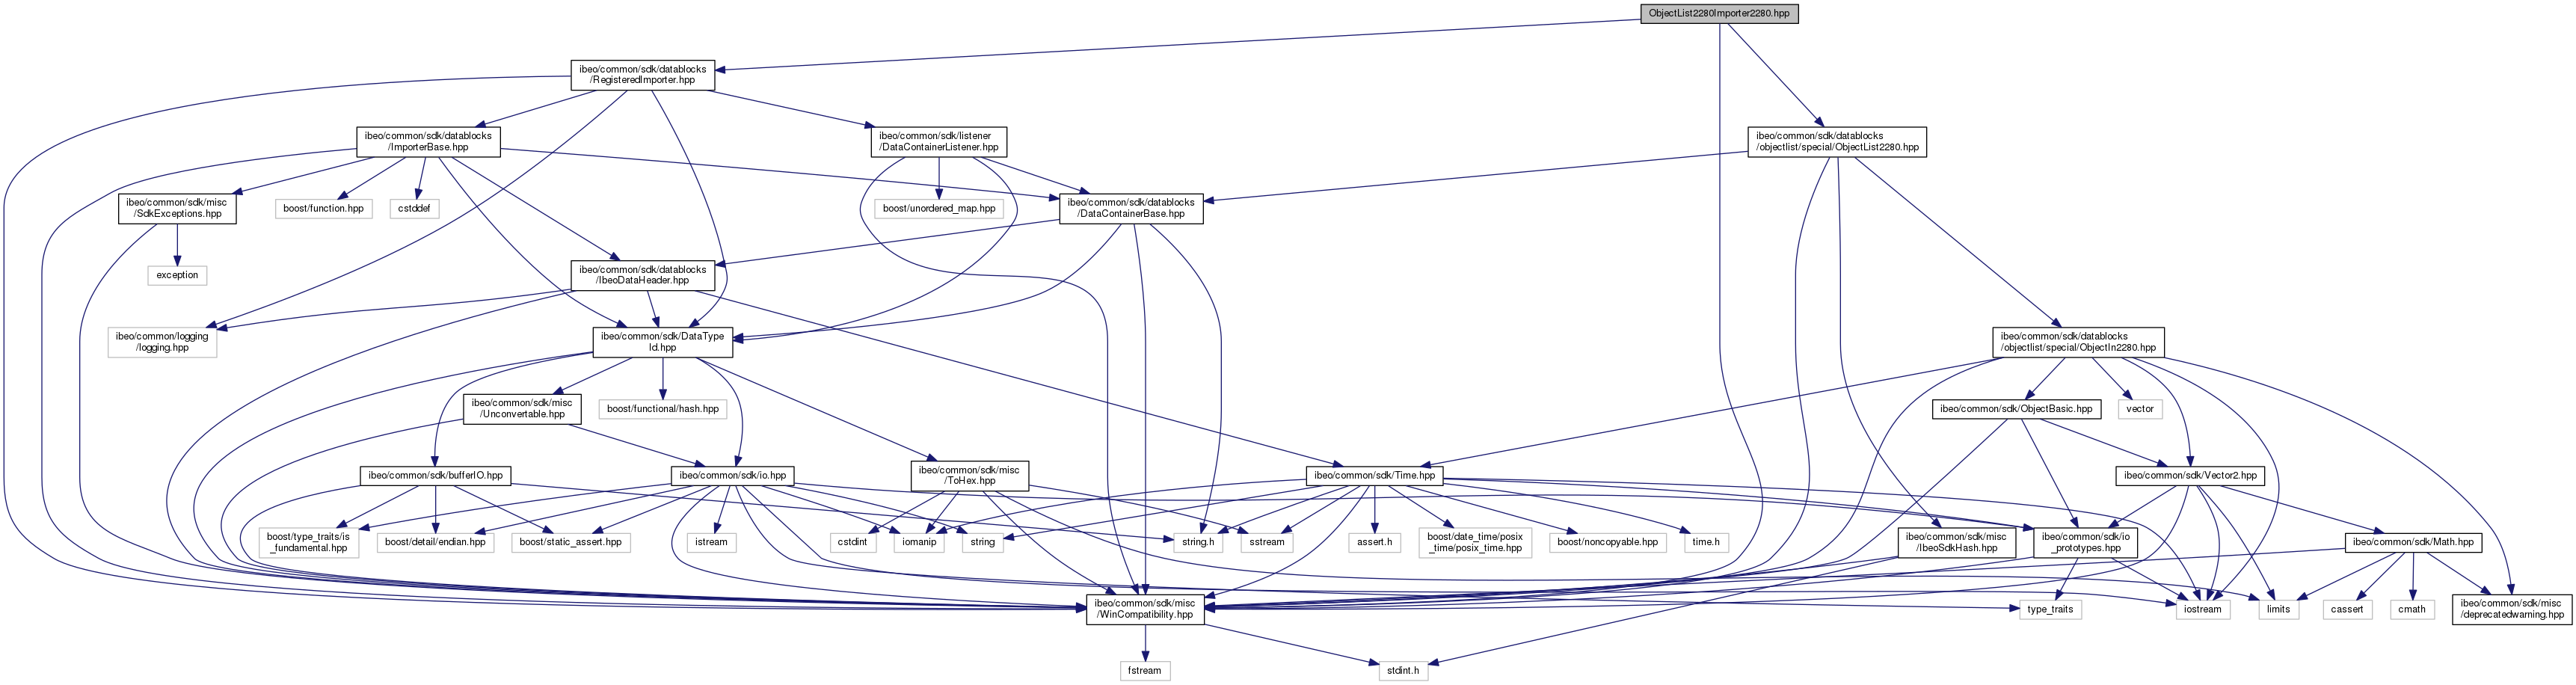 ObjectList2280Importer2280.hpp
ibeo/common/sdk/datablocks
/RegisteredImporter.hpp
ibeo/common/sdk/datablocks
/ImporterBase.hpp
ibeo/common/sdk/listener
/DataContainerListener.hpp
ibeo/common/sdk/datablocks
/objectlist/special/ObjectList2280.hpp
ibeo/common/sdk/misc
/SdkExceptions.hpp
boost/function.hpp
cstddef
boost/unordered_map.hpp
ibeo/common/sdk/datablocks
/DataContainerBase.hpp
exception
ibeo/common/sdk/datablocks
/IbeoDataHeader.hpp
ibeo/common/logging
/logging.hpp
ibeo/common/sdk/DataType
Id.hpp
ibeo/common/sdk/datablocks
/objectlist/special/ObjectIn2280.hpp
ibeo/common/sdk/misc
/Unconvertable.hpp
boost/functional/hash.hpp
ibeo/common/sdk/ObjectBasic.hpp
vector
ibeo/common/sdk/bufferIO.hpp
ibeo/common/sdk/io.hpp
ibeo/common/sdk/misc
/ToHex.hpp
ibeo/common/sdk/Time.hpp
ibeo/common/sdk/Vector2.hpp
boost/type_traits/is
_fundamental.hpp
boost/detail/endian.hpp
boost/static_assert.hpp
istream
cstdint
iomanip
string
string.h
sstream
assert.h
boost/date_time/posix
_time/posix_time.hpp
boost/noncopyable.hpp
time.h
ibeo/common/sdk/misc
/IbeoSdkHash.hpp
ibeo/common/sdk/io
_prototypes.hpp
ibeo/common/sdk/Math.hpp
ibeo/common/sdk/misc
/WinCompatibility.hpp
type_traits
iostream
limits
cassert
cmath
ibeo/common/sdk/misc
/deprecatedwarning.hpp
fstream
stdint.h